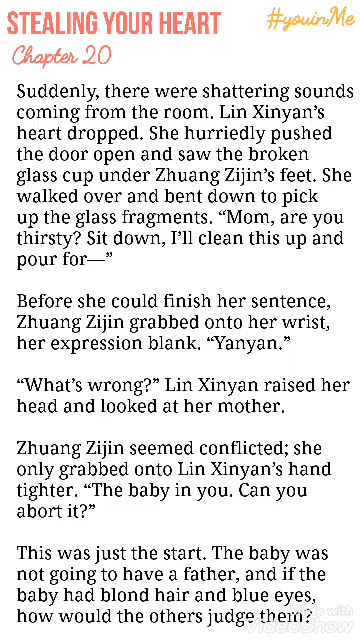 STEALING YOUR HEART
#youinMe
Chapter 20
Suddenly, there were shattering sounds
coming from the room. Lin Xinyan’s
heart dropped. She hurriedly pushed
the door open and saw the broken
glass cup under Zhuang Zijin’s feet. She
walked over and bent down to pick
up the glass fragments. “Mom, are you
thirsty? Sit down, I’ll clean this up and
pour for—”
Before she could finish her sentence,
Zhuang Zijin grabbed onto her wrist,
her expression blank. “Yanyan.”
“What’s wrong?” Lin Xinyan raised her
head and looked at her mother.
Zhuang Zijin seemed conflicted; she
only grabbed onto Lin Xinyan’s hand
tighter. “The baby in you. Can you
abort it?”
This was just the start. The baby was
not going to have a father, and if the
baby had blond hair and blue eyes,
how would the others judge them?
Made with
VideoShow